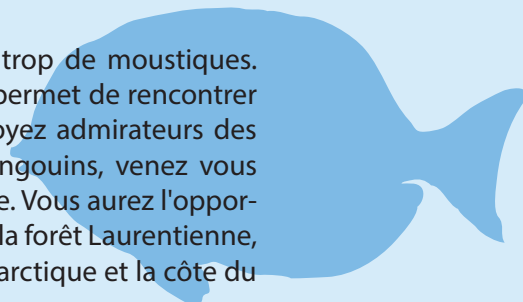 trop de moustiques.
permet de rencontrer
oyez admirateurs des
ngouins, venez vous
e. Vous aurez l'oppor-
la forêt Laurentienne,
arctique et la côte du